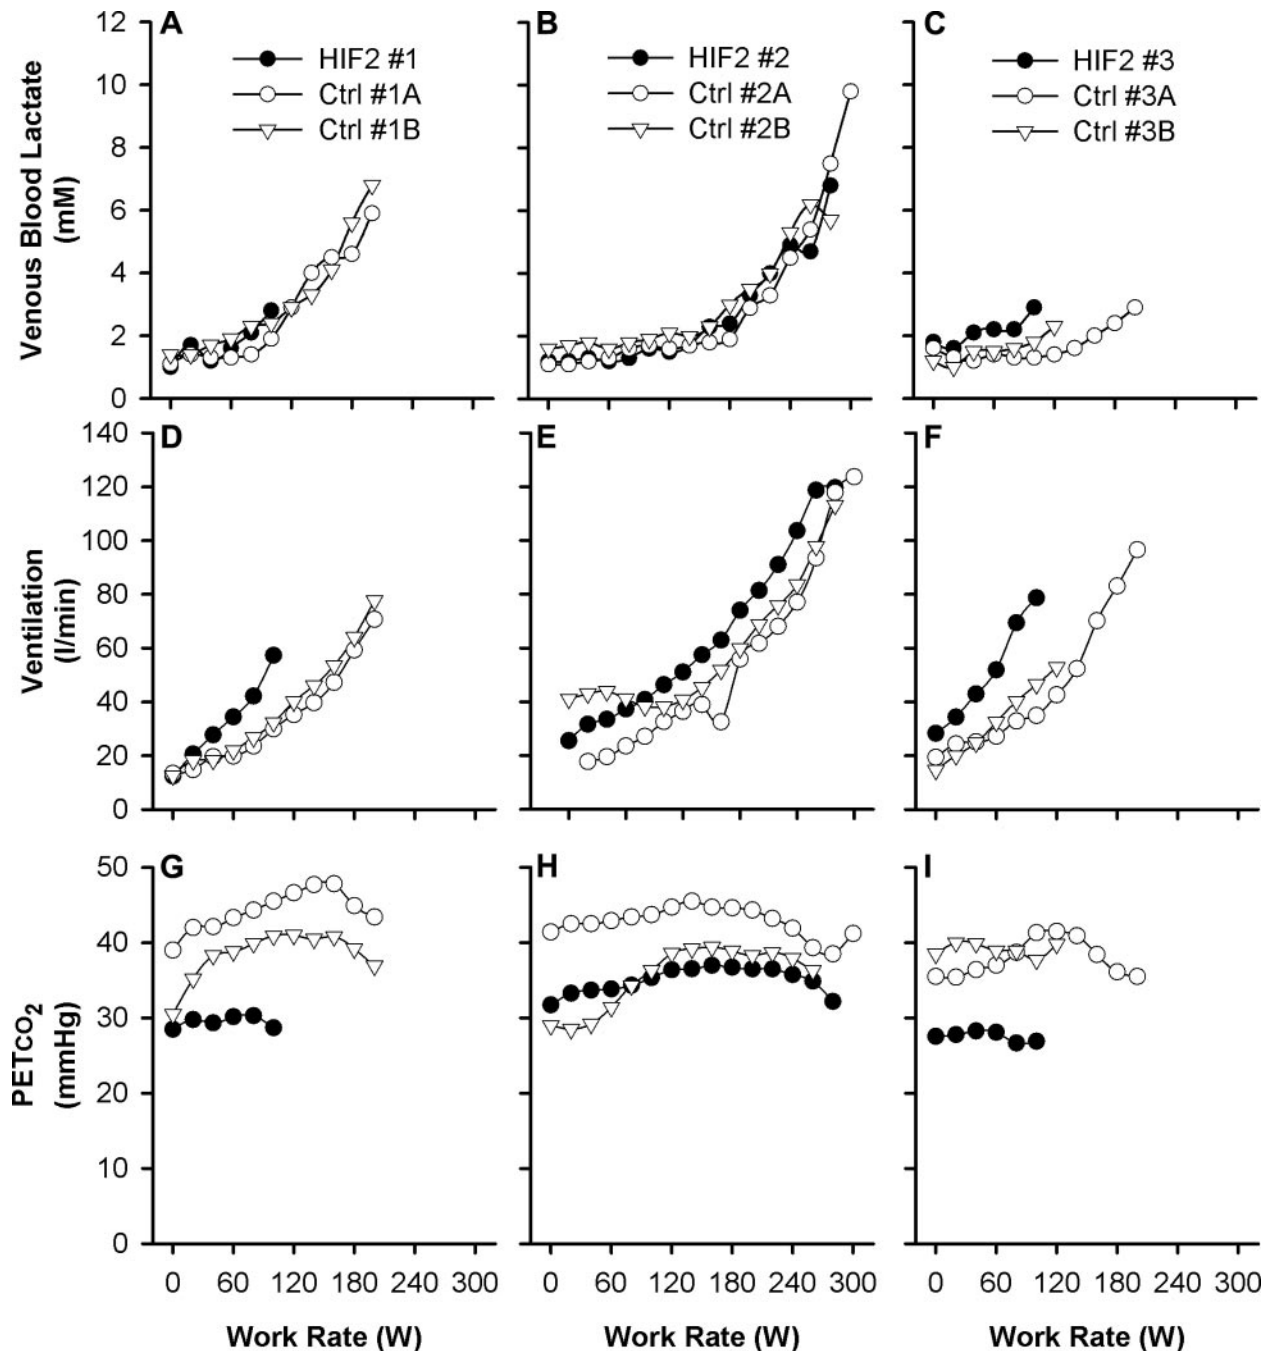 A
HIF2 #1
Ctrl #1A
Ctrl #1B
B
HIF2 #2
Ctrl #2A
Ctrl #2B
C
HIF2 #3
Ctrl #3A
Ctrl #3B
Venous Blood Lactate
(mM)
12
10
8
6
4
2
0
D
E
F
Ventilation
(l/min)
140
120
100
80
60
40
20
0
G
H
I
PETCO2
(mmHg)
50
40
30
20
10
0
0 60 120 180 240 300
0 60 120 180 240 300
0 60 120 180 240 300
Work Rate (W)
Work Rate (W)
Work Rate (W)